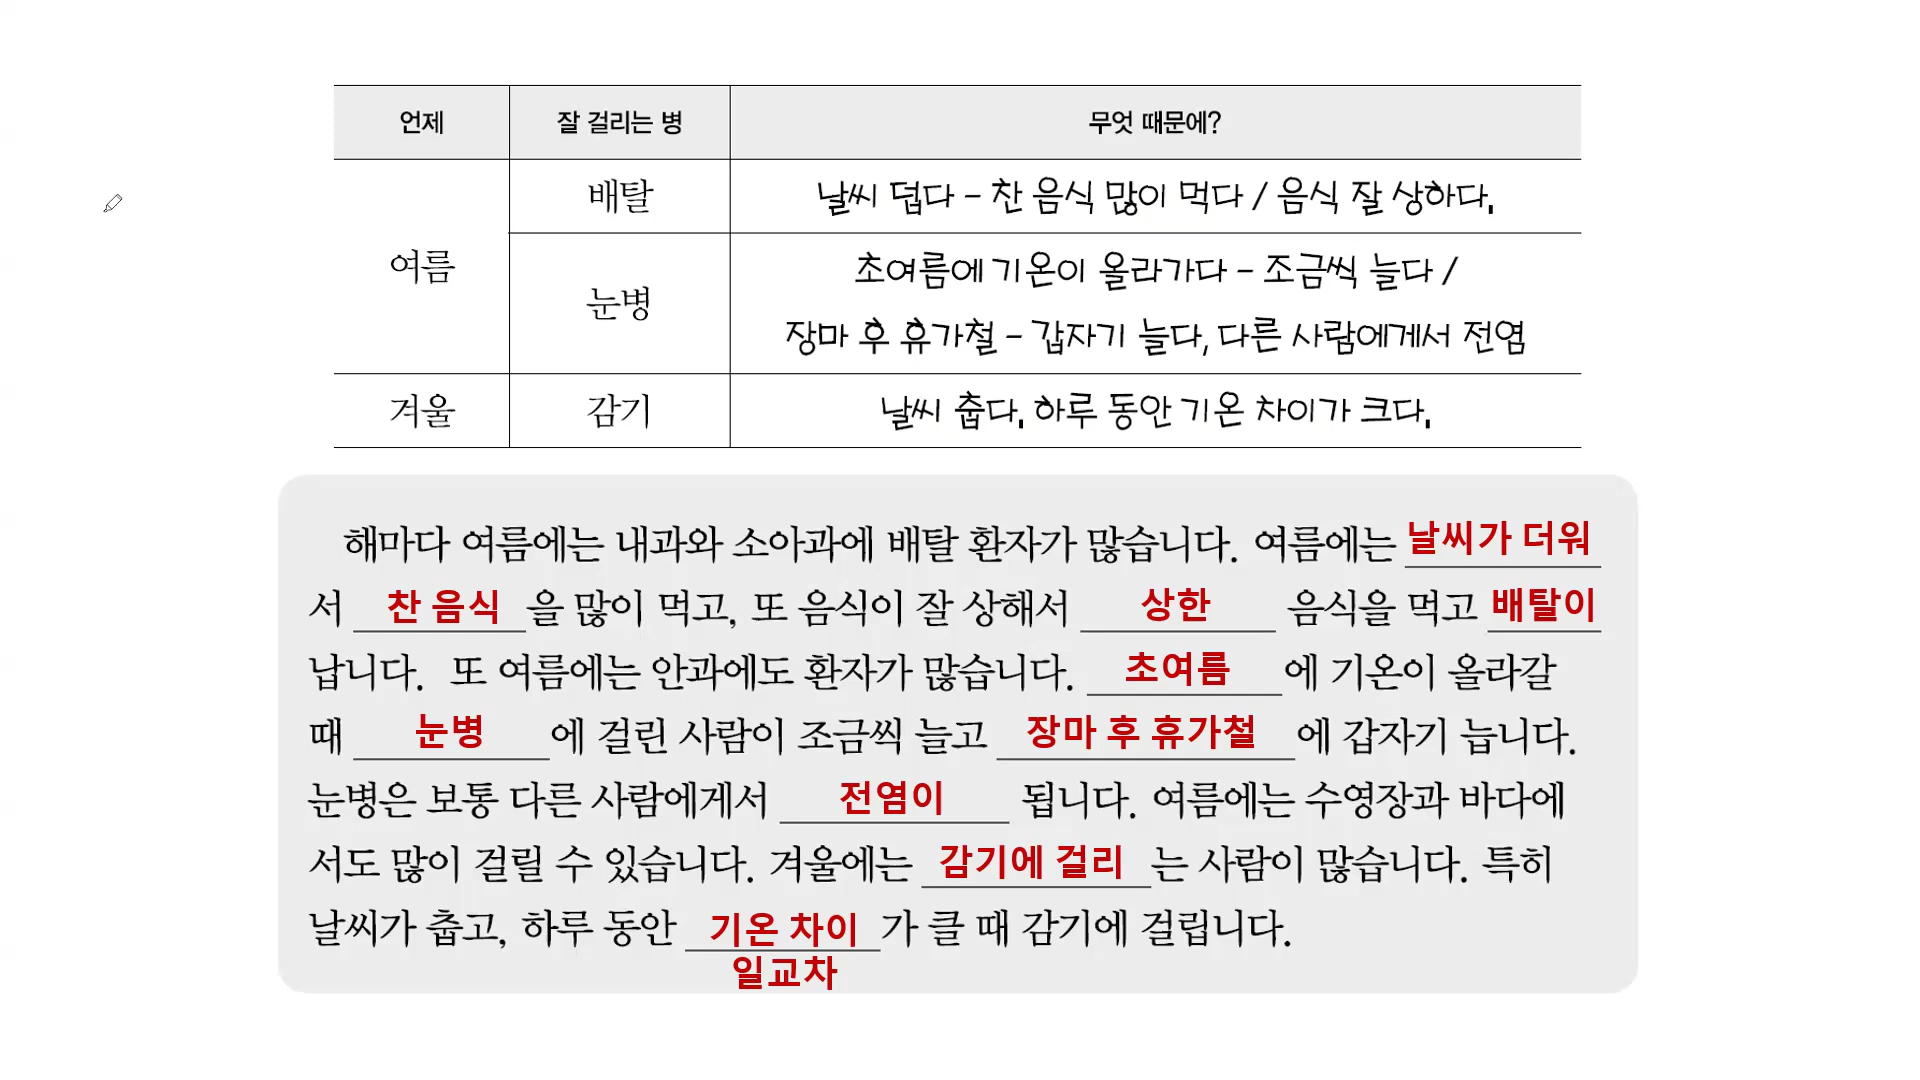 언제 잘 걸리는 병 무엇 때문에?
여름 배탈 날씨 덥다 - 찬 음식 많이 먹다 / 음식 잘 상하다.
눈병 초여름에 기온이 올라가다 - 조금씩 늘다 /
장마 후 휴가철 - 갑자기 늘다, 다른 사람에게서 전염
겨울 감기 날씨 춥다. 하루 동안 기온 차이가 크다.
해마다 여름에는 내과와 소아과에 배탈 환자가 많습니다. 여름에는 날씨가 더워
서 찬 음식 을 많이 먹고, 또 음식이 잘 상해서 상한 음식을 먹고 배탈이
납니다. 또 여름에는 안과에도 환자가 많습니다. 초여름 에 기온이 올라갈
때 눈병 에 걸린 사람이 조금씩 늘고 장마 후 휴가철 에 갑자기 늡니다.
눈병은 보통 다른 사람에게서 전염이 됩니다. 여름에는 수영장과 바다에
서도 많이 걸릴 수 있습니다. 겨울에는 감기에 걸리 는 사람이 많습니다. 특히
날씨가 춥고, 하루 동안 기온 차이 가 클 때 감기에 걸립니다.
일교차